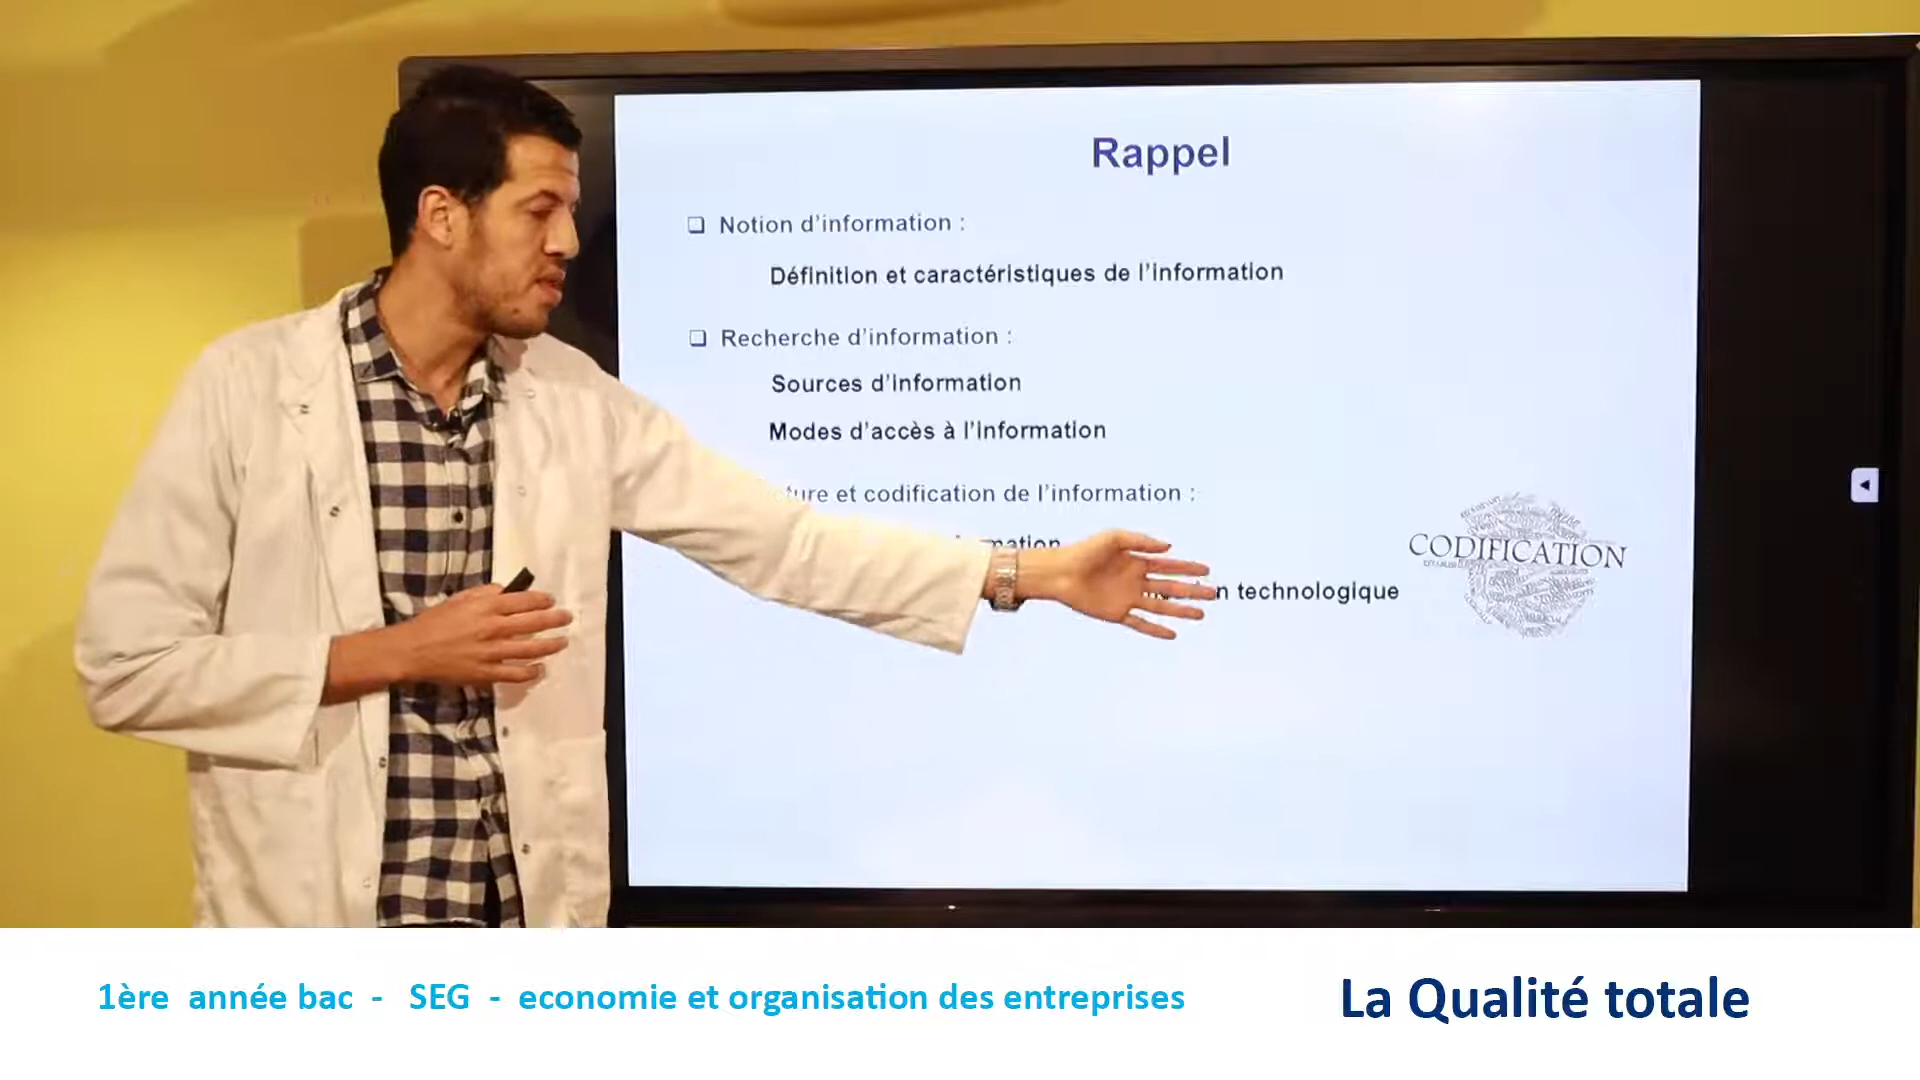 Rappel
❑ Notion d'information :
Définition et caractéristiques de l'information
❑ Recherche d'information :
Sources d'information
Modes d'accès à l'information
et codification de l'information :
technologique
CODIFICATION
1ère année bac - SEG - economie et organisation des entreprises
La Qualité totale